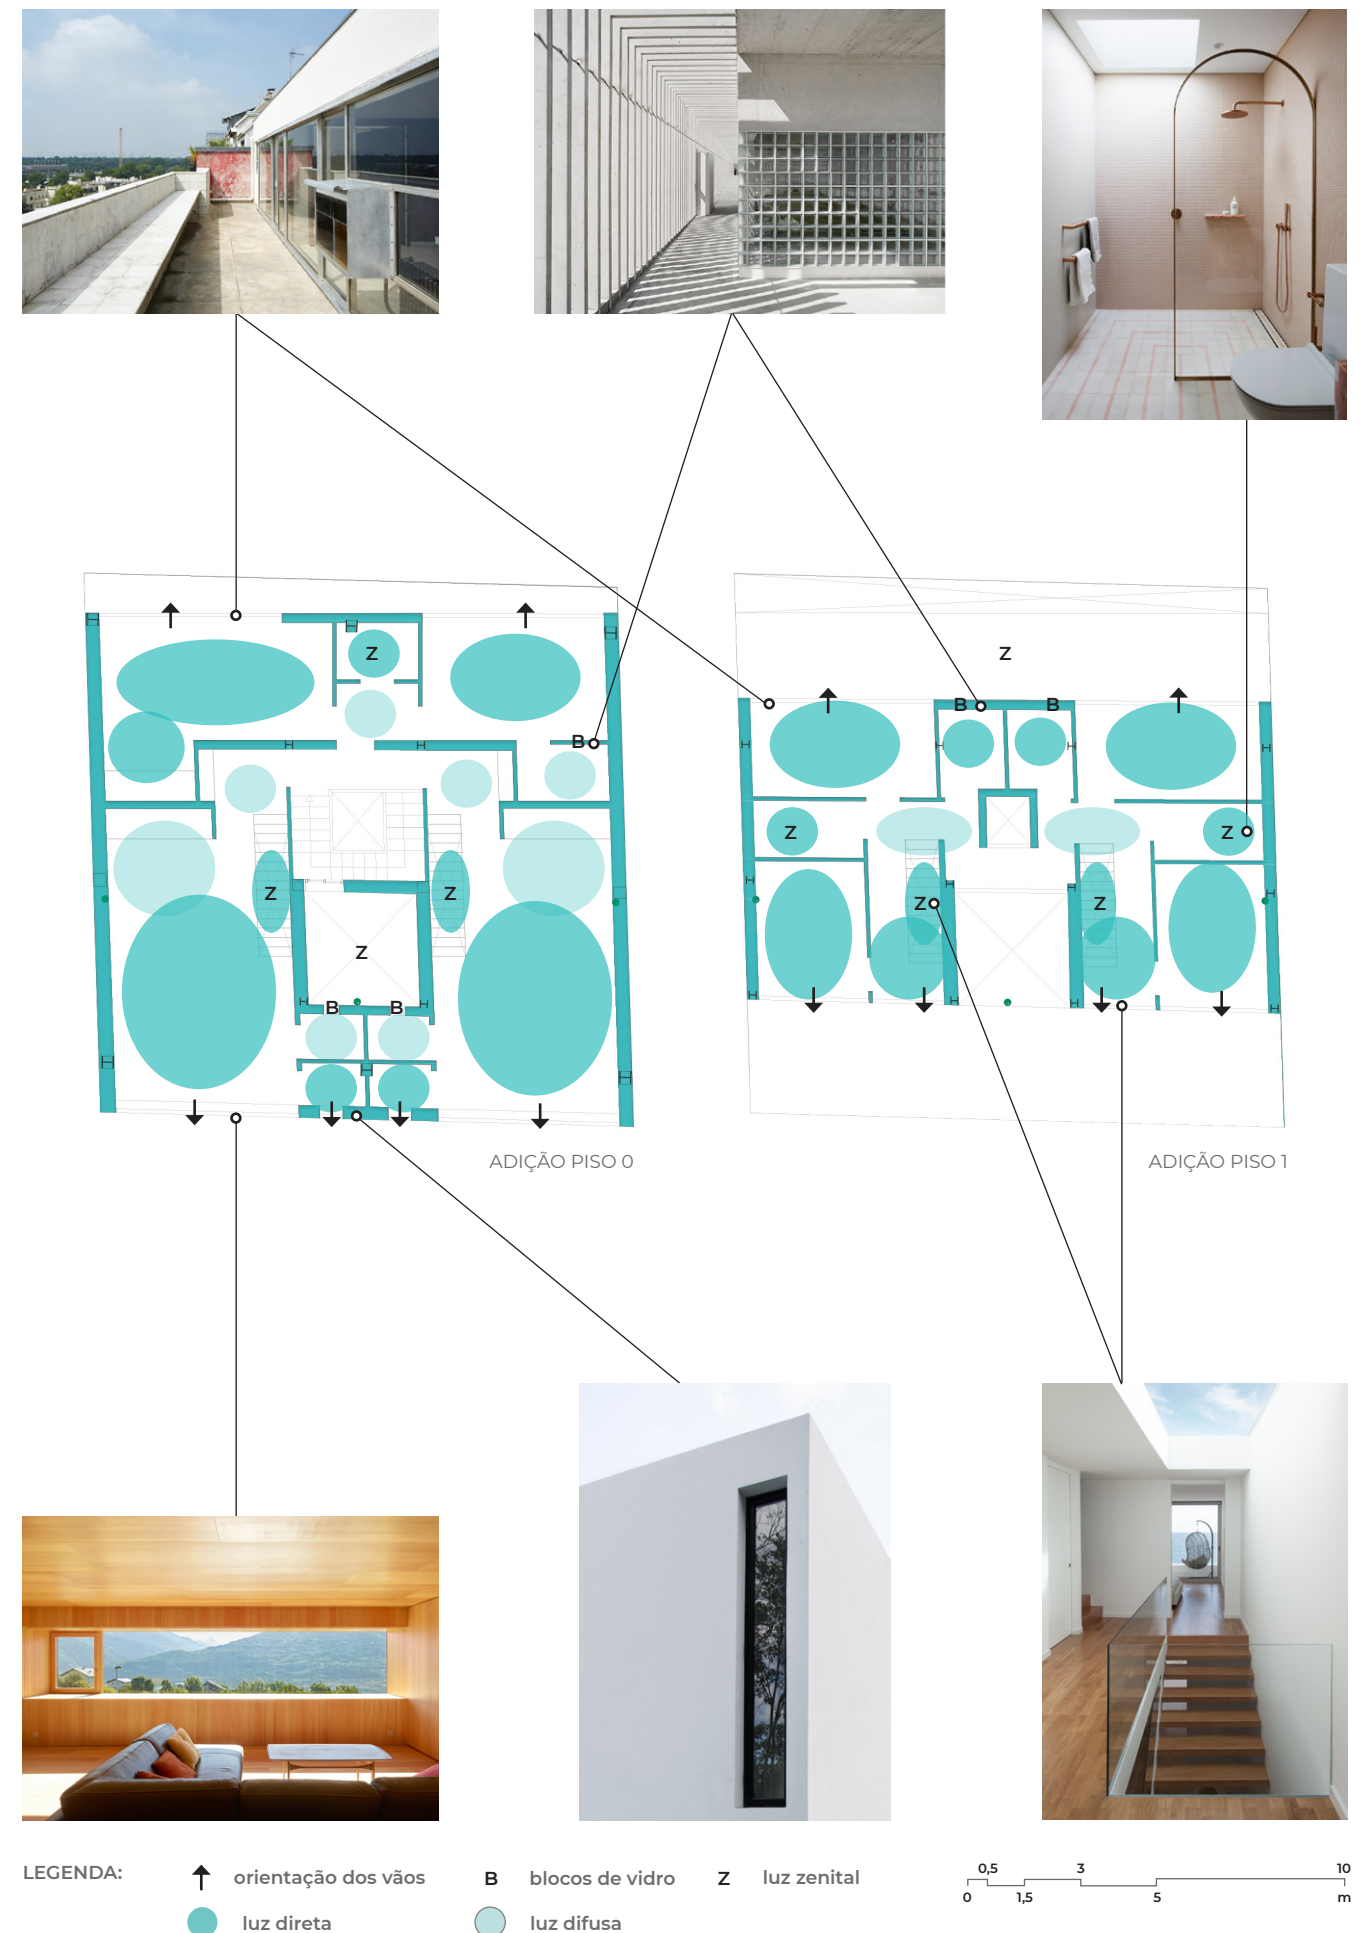 Z
Z
B
B
B
Z
Z
Z
Z
Z
Z
Z
B
B
ADIÇÃO PISO 0
ADIÇÃO PISO 1
LEGENDA:
orientação dos vãos
B blocos de vidro
Z luz zenital
luz direta
luz difusa
0,5 3 10
0 1,5 5 m